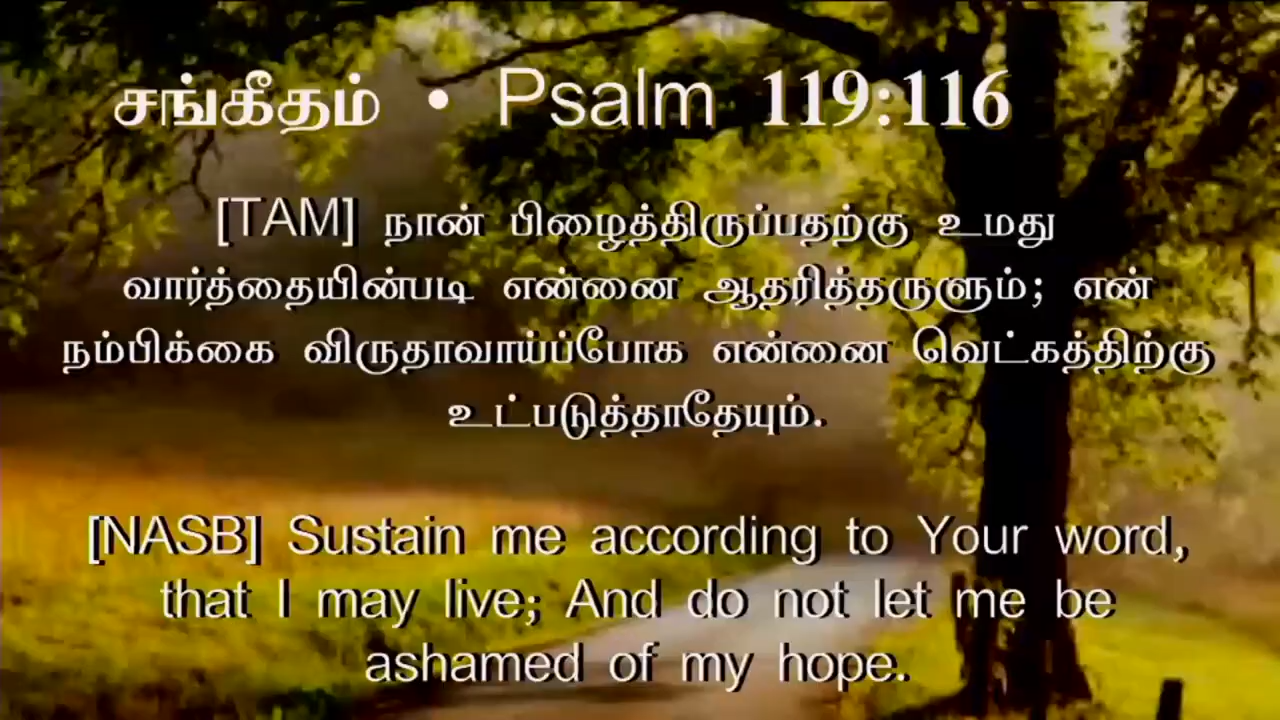 சங்கீதம் • Psalm 119:116
[TAM] நான் பிழைத்திருப்பதற்கு உமது
வார்த்தையின்படி என்னை ஆதரித்தருளும்; என்
நம்பிக்கை விருதாவாய்ப்போக என்னை வெட்கத்திற்கு
உட்படுத்தாதேயும்.
[NASB] Sustain me according to Your word,
that I may live; And do not let me be
ashamed of my hope.